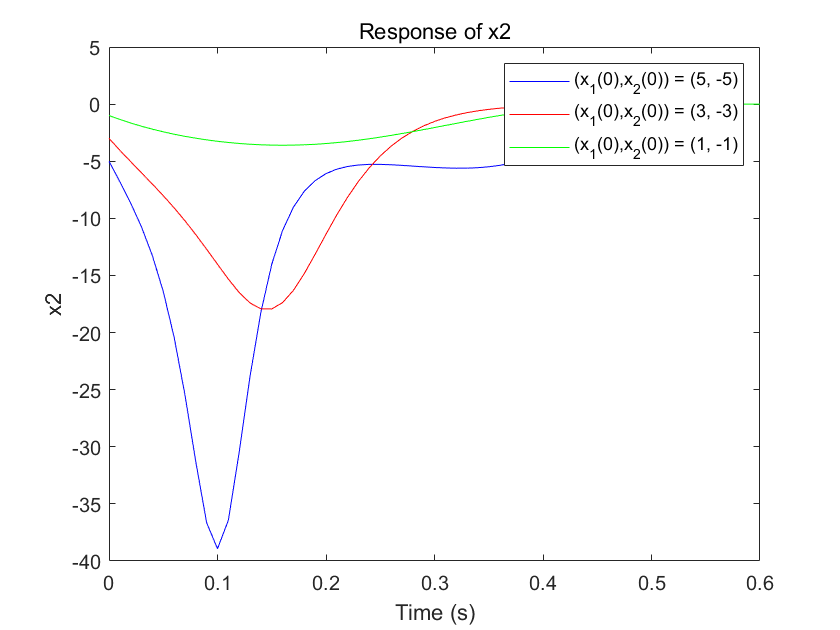 Response of x2
(x1(0),x2(0)) = (5, -5)
(x1(0),x2(0)) = (3, -3)
(x1(0),x2(0)) = (1, -1)
x2
5
0
-5
-10
-15
-20
-25
-30
-35
-40
0 0.1 0.2 0.3 0.4 0.5 0.6
Time (s)